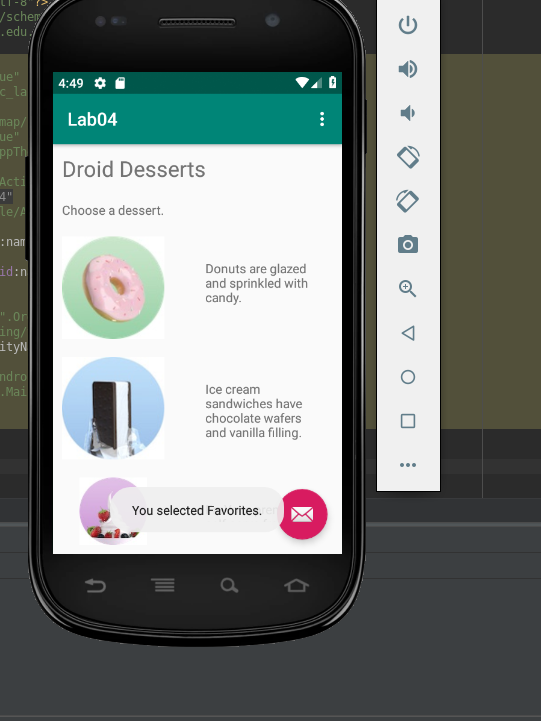 4:49
Lab04
Droid Desserts
Choose a dessert.
Donuts are glazed
and sprinkled with
candy.
Ice cream
sandwiches have
chocolate wafers
and vanilla filling.
You selected Favorites.